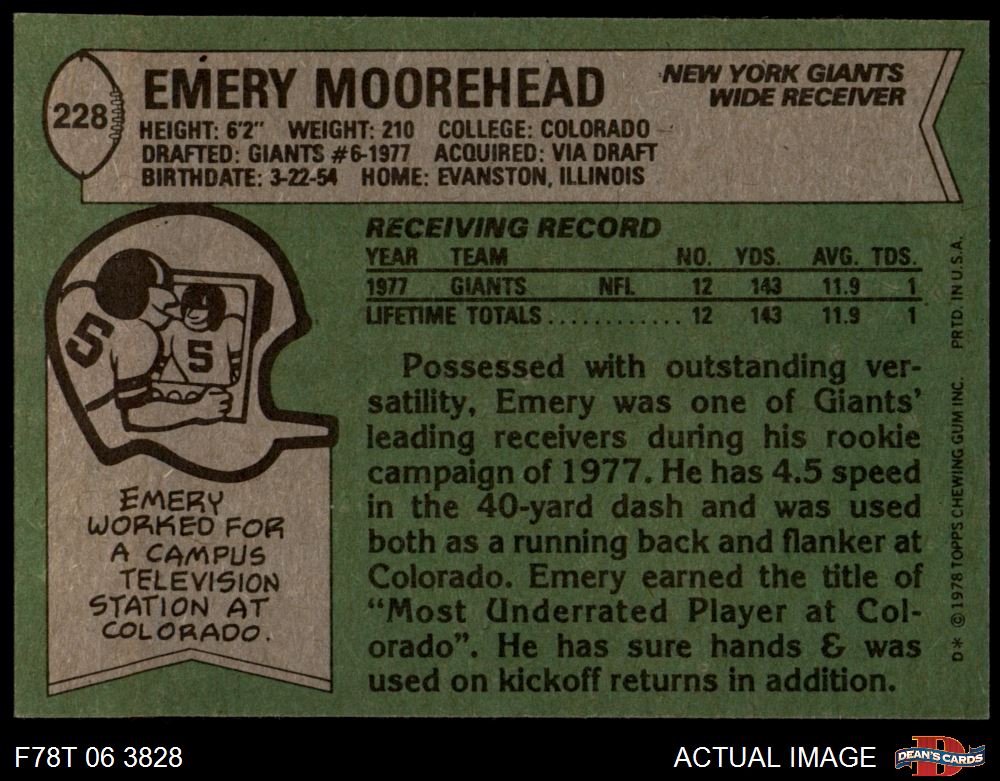 228
EMERY MOOREHEAD
NEW YORK GIANTS
WIDE RECEIVER
HEIGHT: 6'2" WEIGHT: 210 COLLEGE: COLORADO
DRAFTED: GIANTS #6-1977 ACQUIRED: VIA DRAFT
BIRTHDATE: 3-22-54 HOME: EVANSTON, ILLINOIS
RECEIVING RECORD
YEAR TEAM NO. YDS. AVG. TDS.
1977 GIANTS NFL 12 143 11.9 1
LIFETIME TOTALS............ 12 143 11.9 1
5
5
EMERY
WORKED FOR
A CAMPUS
TELEVISION
STATION AT
COLORADO.
Possessed with outstanding ver-
satility, Emery was one of Giants'
leading receivers during his rookie
campaign of 1977. He has 4.5 speed
in the 40-yard dash and was used
both as a running back and flanker at
Colorado. Emery earned the title of
"Most Underrated Player at Col-
orado". He has sure hands & was
used on kickoff returns in addition.
D* © 1978 TOPPS CHEWING GUM INC. PRTD. IN U.S.A.
F78T 06 3828
ACTUAL IMAGE
D
DEAN'S CARDS